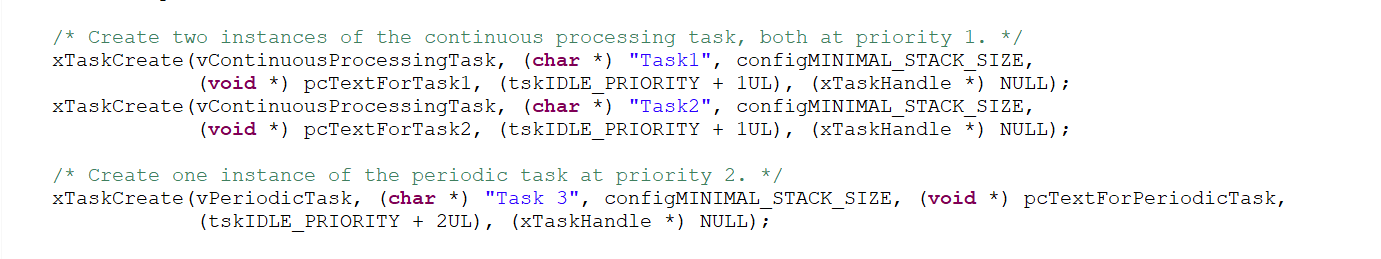 /* Create two instances of the continuous processing task, both at priority 1. */
xTaskCreate(vContinuousProcessingTask, (char *) "Task1", configMINIMAL_STACK_SIZE,
(void *) pcTextForTask1, (tskIDLE_PRIORITY + 1UL), (xTaskHandle *) NULL);
xTaskCreate(vContinuousProcessingTask, (char *) "Task2", configMINIMAL_STACK_SIZE,
(void *) pcTextForTask2, (tskIDLE_PRIORITY + 1UL), (xTaskHandle *) NULL);
/* Create one instance of the periodic task at priority 2. */
xTaskCreate(vPeriodicTask, (char *) "Task 3", configMINIMAL_STACK_SIZE, (void *) pcTextForPeriodicTask,
(tskIDLE_PRIORITY + 2UL), (xTaskHandle *) NULL);